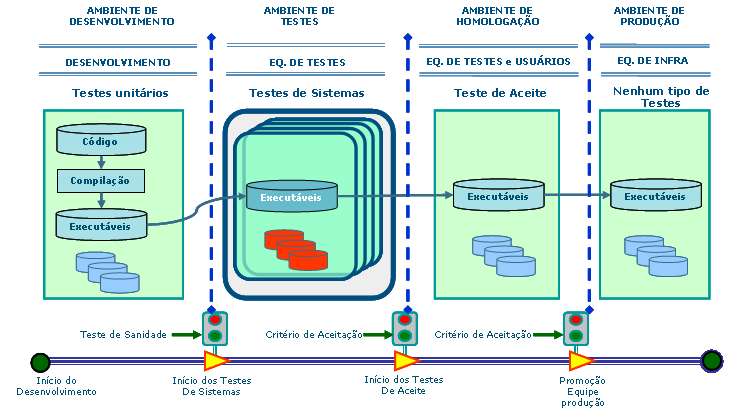 AMBIENTE DE
DESENVOLVIMENTO
AMBIENTE DE
TESTES
AMBIENTE DE
HOMOLOGAÇÃO
AMBIENTE DE
PRODUÇÃO
DESENVOLVIMENTO
EQ. DE TESTES
EQ. DE TESTES e USUÁRIOS
EQ. DE INFRA
Testes unitários
Testes de Sistemas
Teste de Aceite
Nenhum tipo de
Testes
Código
Compilação
Executáveis
Executáveis
Executáveis
Executáveis
Teste de Sanidade
Critério de Aceitação
Critério de Aceitação
Início do
Desenvolvimento
Início dos Testes
De Sistemas
Início dos Testes
De Aceite
Promoção
Equipe
produção